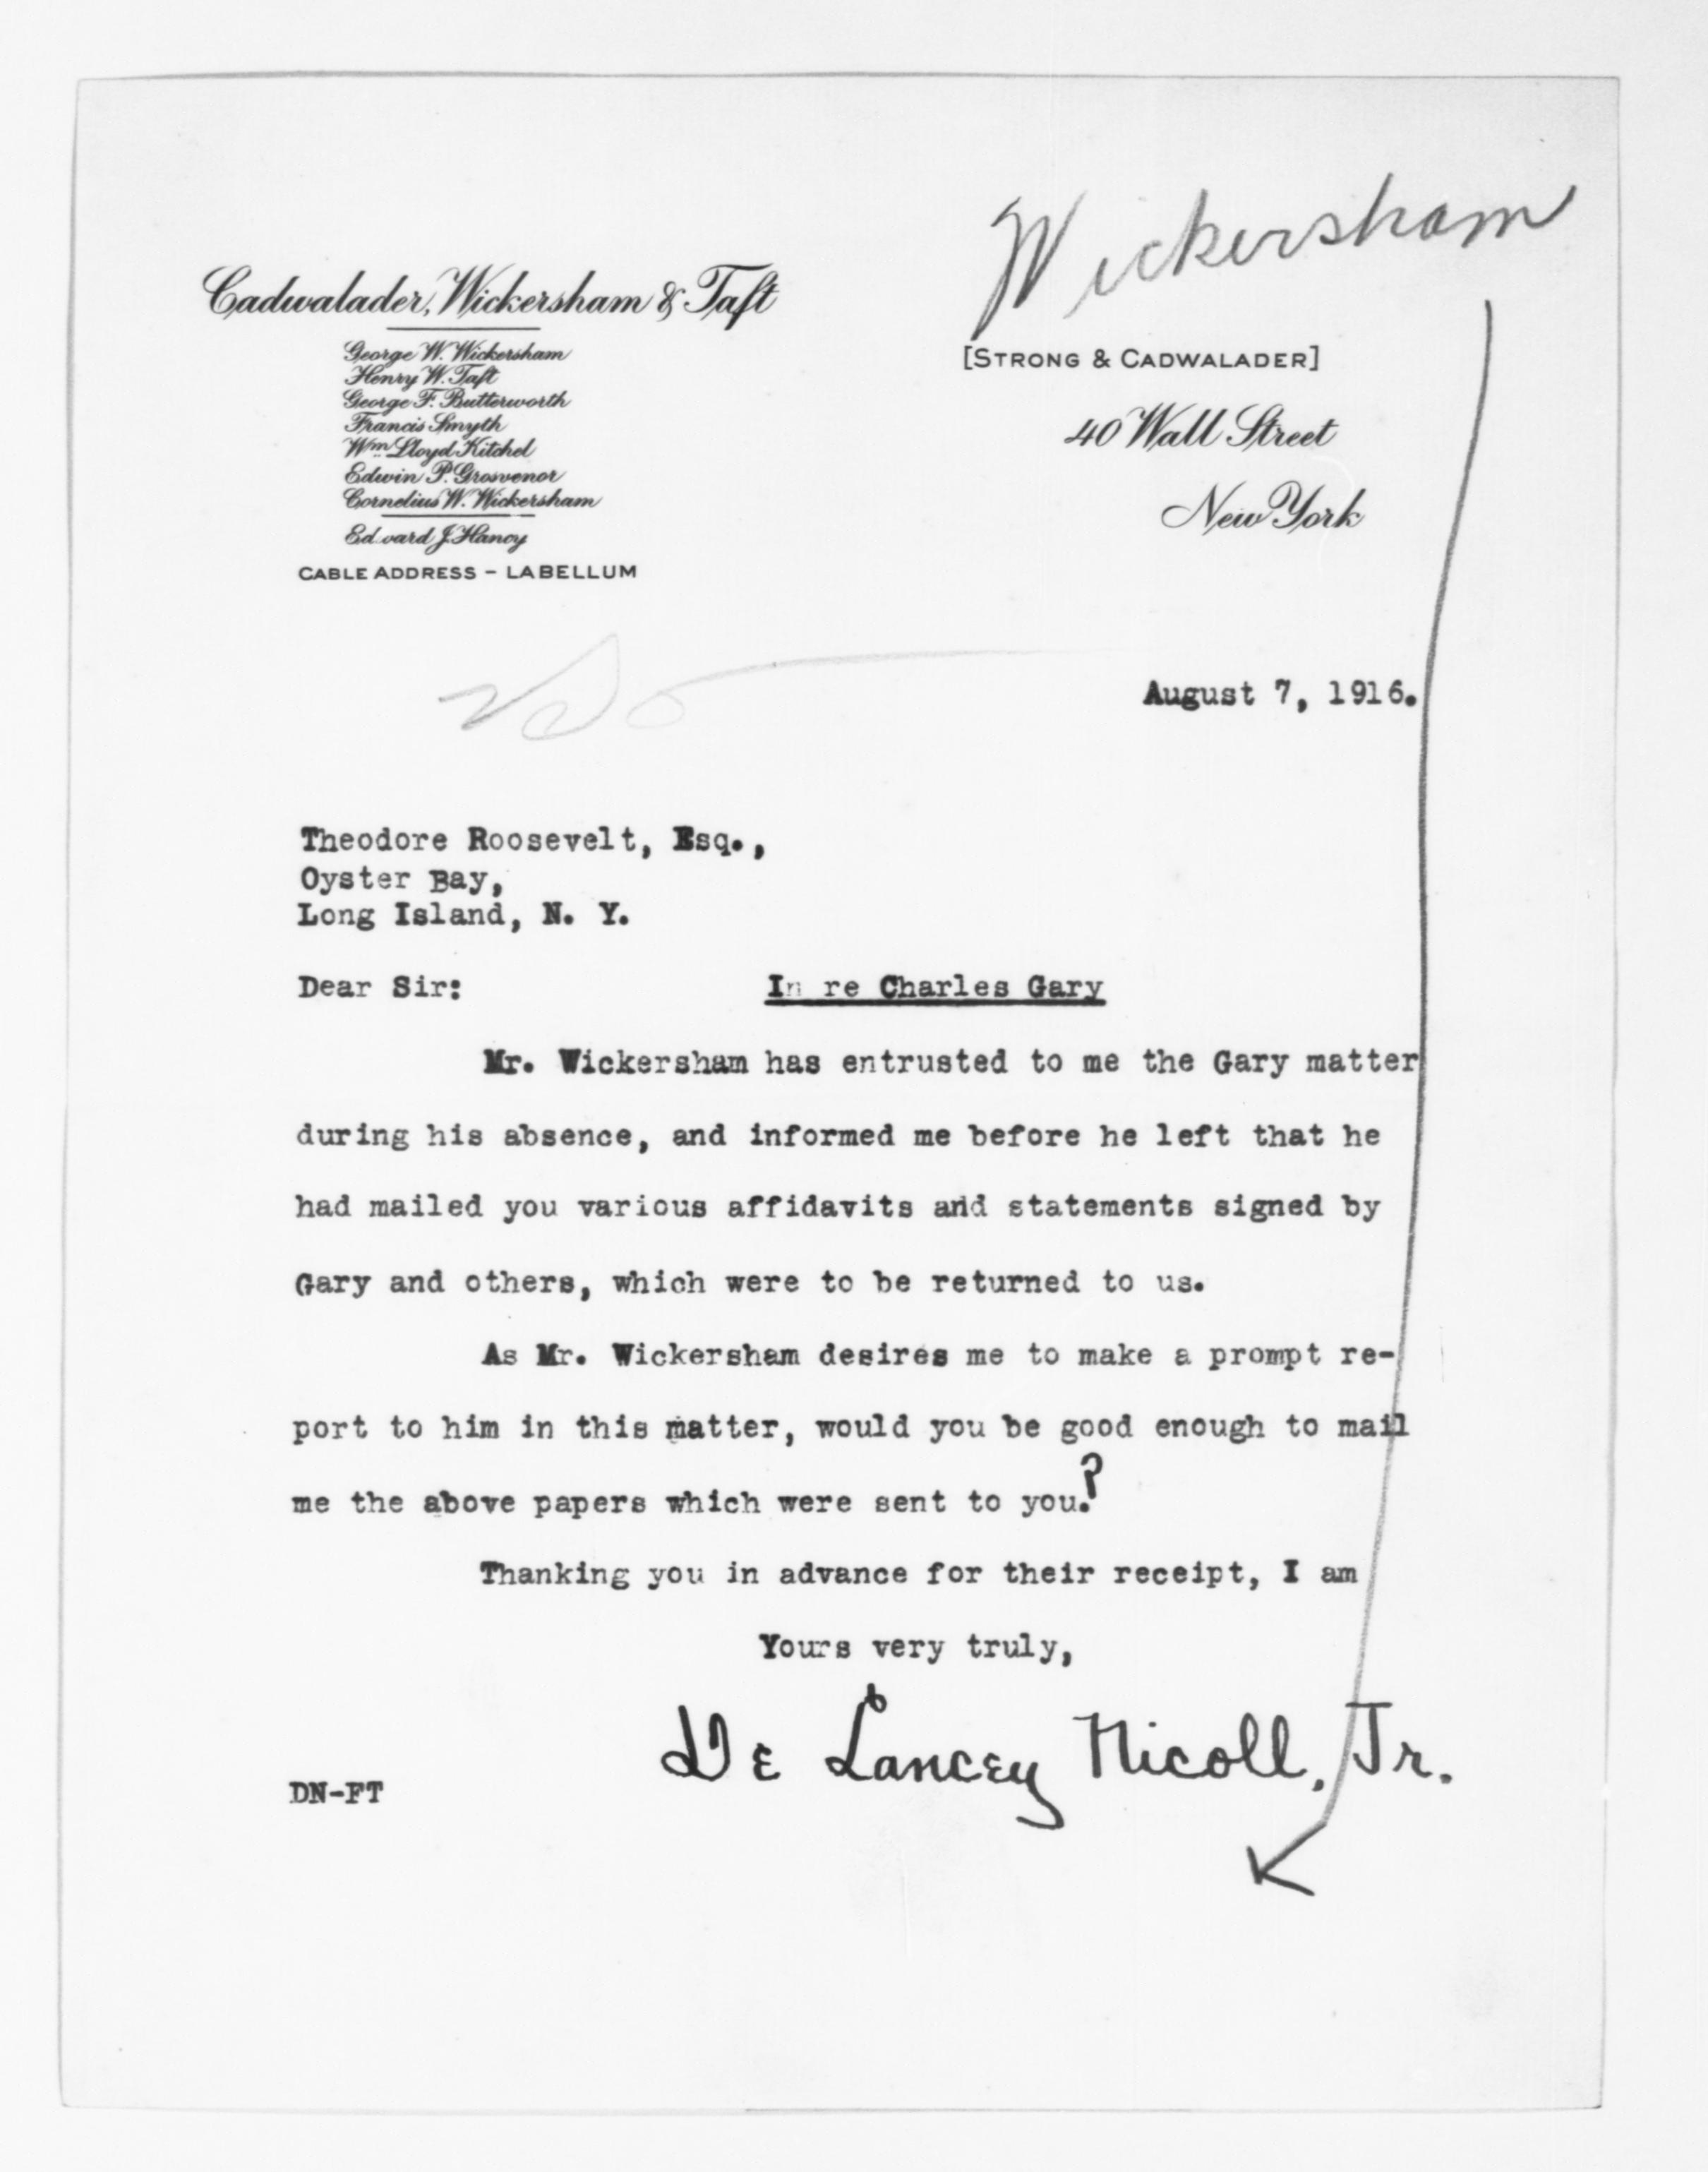 Wickersham
Cadwalader, Wickersham & Taft
George W. Wickersham
Henry W. Taft
George F. Butterworth
Francis Smyth
Wm Lloyd Kitchel
Edwin P. Grosvenor
Cornelius W. Wickersham
Edward J. Hancy
CABLE ADDRESS - LABELLUM
[STRONG & CADWALADER]
40 Wall Street
New York
August 7, 1916.
Theodore Roosevelt, Esq.,
Oyster Bay,
Long Island, N. Y.
Dear Sir: In re Charles Gary
Mr. Wickersham has entrusted to me the Gary matter
during his absence, and informed me before he left that he
had mailed you various affidavits and statements signed by
Gary and others, which were to be returned to us.
As Mr. Wickersham desires me to make a prompt re-
port to him in this matter, would you be good enough to mail
me the above papers which were sent to you?
Thanking you in advance for their receipt, I am
Yours very truly,
De Lancey Nicoll, Jr.
DN-FT